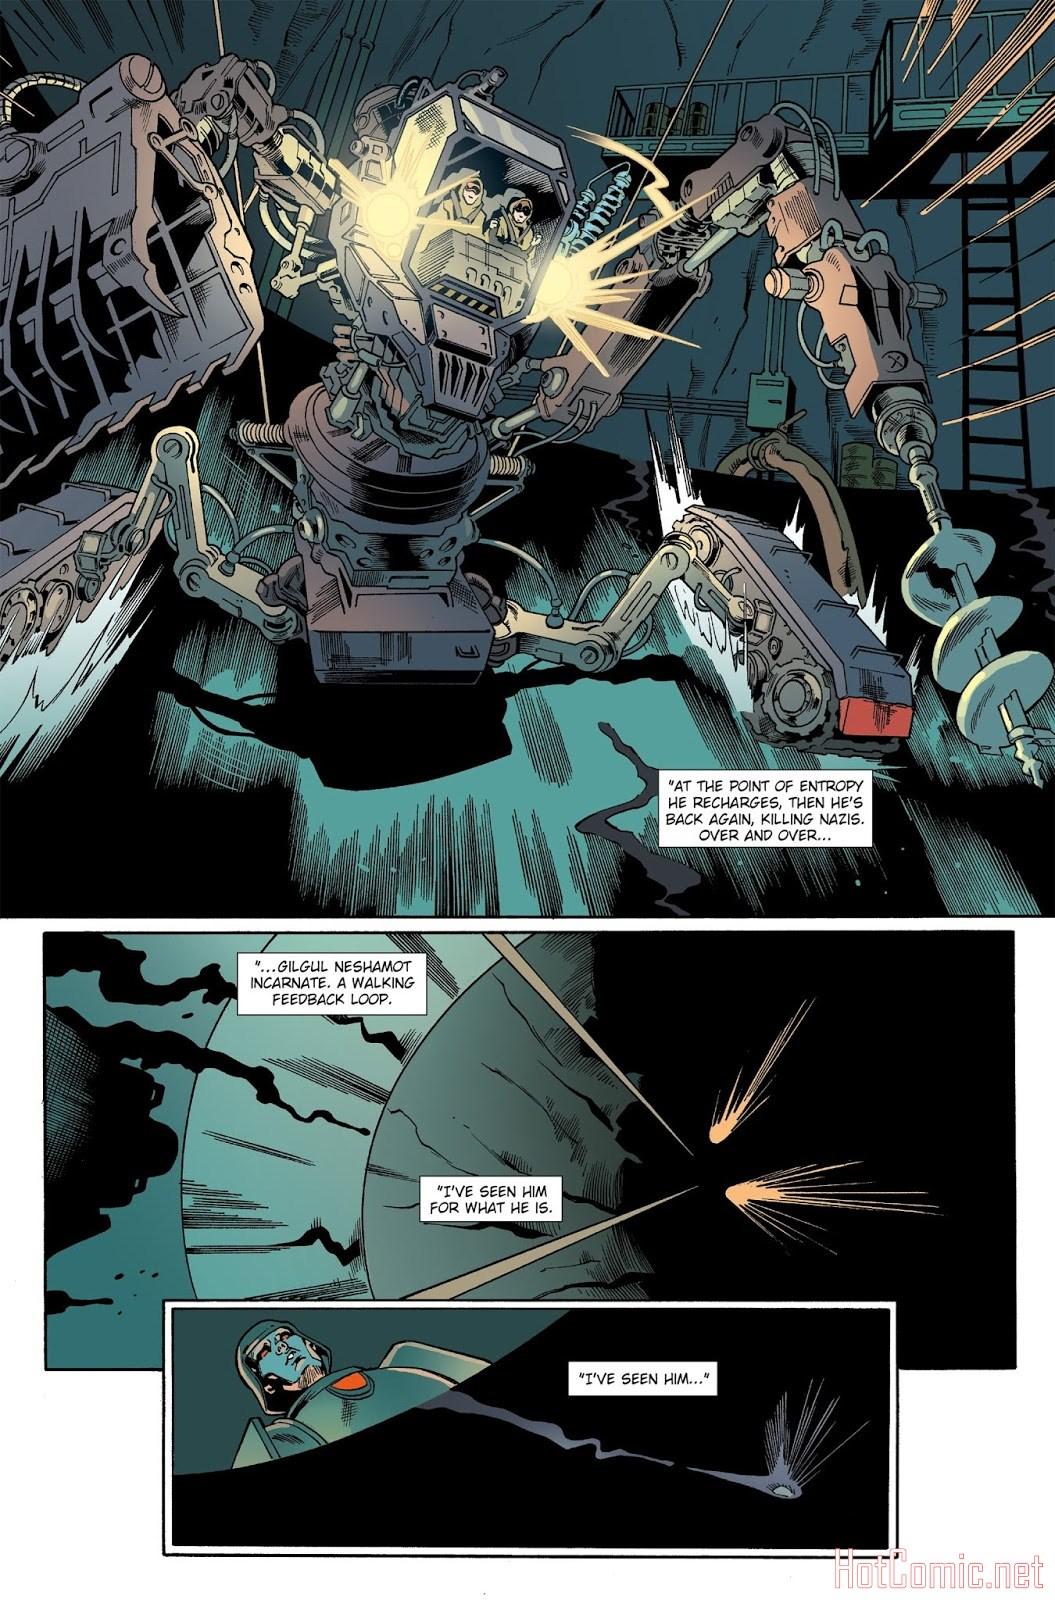 "AT THE POINT OF ENTROPY
HE RECHARGES, THEN HE'S
BACK AGAIN, KILLING NAZIS.
OVER AND OVER...
"...GILGUL NESHAMOT
INCARNATE. A WALKING
FEEDBACK LOOP.
"I'VE SEEN HIM
FOR WHAT HE IS.
"I'VE SEEN HIM..."
HotComic.net